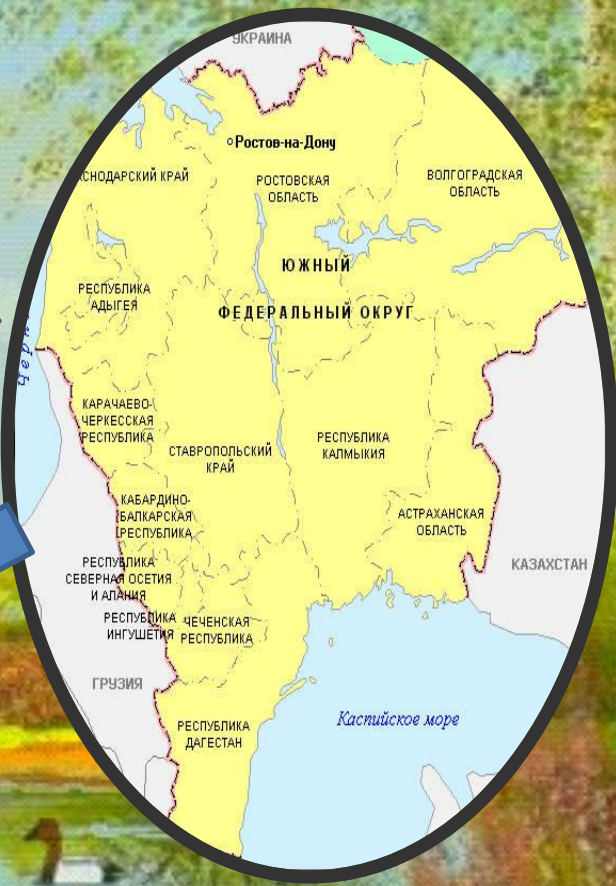 УКРАИНА
Ростов-на-Дону
СНОДАРСКИЙ КРАЙ
РОСТОВСКАЯ
ОБЛАСТЬ
ВОЛГОГРАДСКАЯ
ОБЛАСТЬ
ЮЖНЫЙ
ФЕДЕРАЛЬНЫЙ ОКРУГ
РЕСПУБЛИКА
АДЫГЕЯ
Черн
КАРАЧАЕВО-
ЧЕРКЕССКАЯ
РЕСПУБЛИКА
СТАВРОПОЛЬСКИЙ
КРАЙ
РЕСПУБЛИКА
КАЛМЫКИЯ
КАБАРДИНО-
БАЛКАРСКАЯ
РЕСПУБЛИКА
АСТРАХАНСКАЯ
ОБЛАСТЬ
КАЗАХСТАН
РЕСПУБЛИКА
СЕВЕРНАЯ ОСЕТИЯ
И АЛАНИЯ
РЕСПУБЛИКА
ИНГУШЕТИЯ
ЧЕЧЕНСКАЯ
РЕСПУБЛИКА
ГРУЗИЯ
РЕСПУБЛИКА
ДАГЕСТАН
Каспийское море